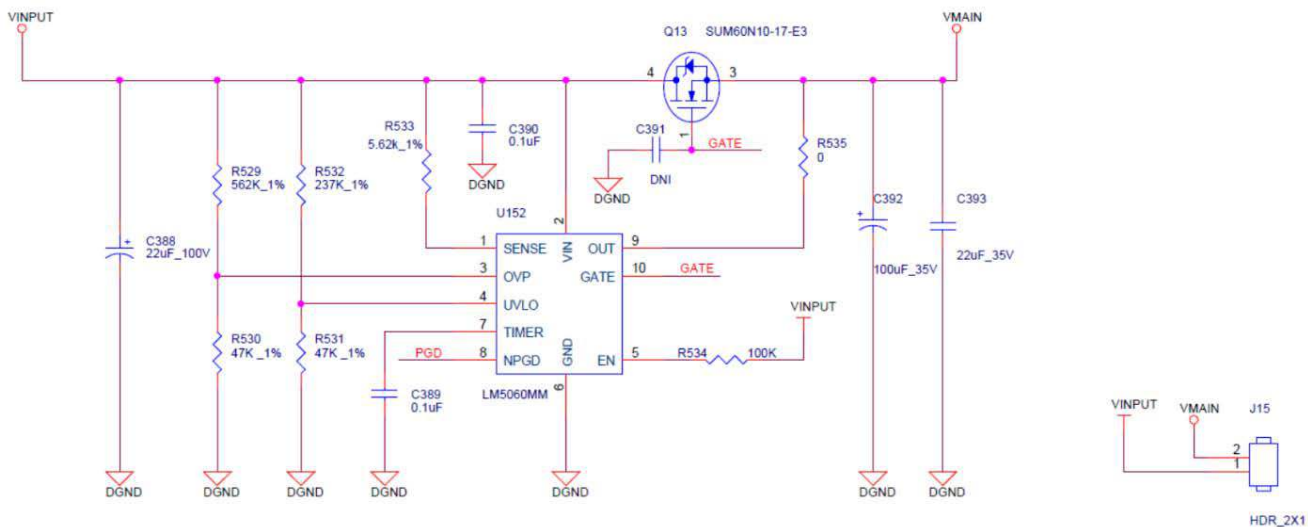 VINPUT
VMAIN
Q13
SUM60N10-17-E3
4
3
1
R533
5.62k_1%
C390
0.1uF
C391
GATE
R535
0
R529
562K_1%
R532
237K_1%
DGND
DGND
DNI
U152
2
C392
C393
C388
22uF_100V
1
SENSE
VIN
OUT
9
3
OVP
GATE
10
GATE
100uF_35V
22uF_35V
4
UVLO
VINPUT
R530
47K _1%
R531
47K _1%
7
TIMER
PGD
8
NPGD
GND
EN
5
R534
100K
6
C389
0.1uF
LM5060MM
VINPUT
VMAIN
J15
2
1
DGND
DGND
DGND
DGND
DGND
DGND
DGND
HDR_2X1